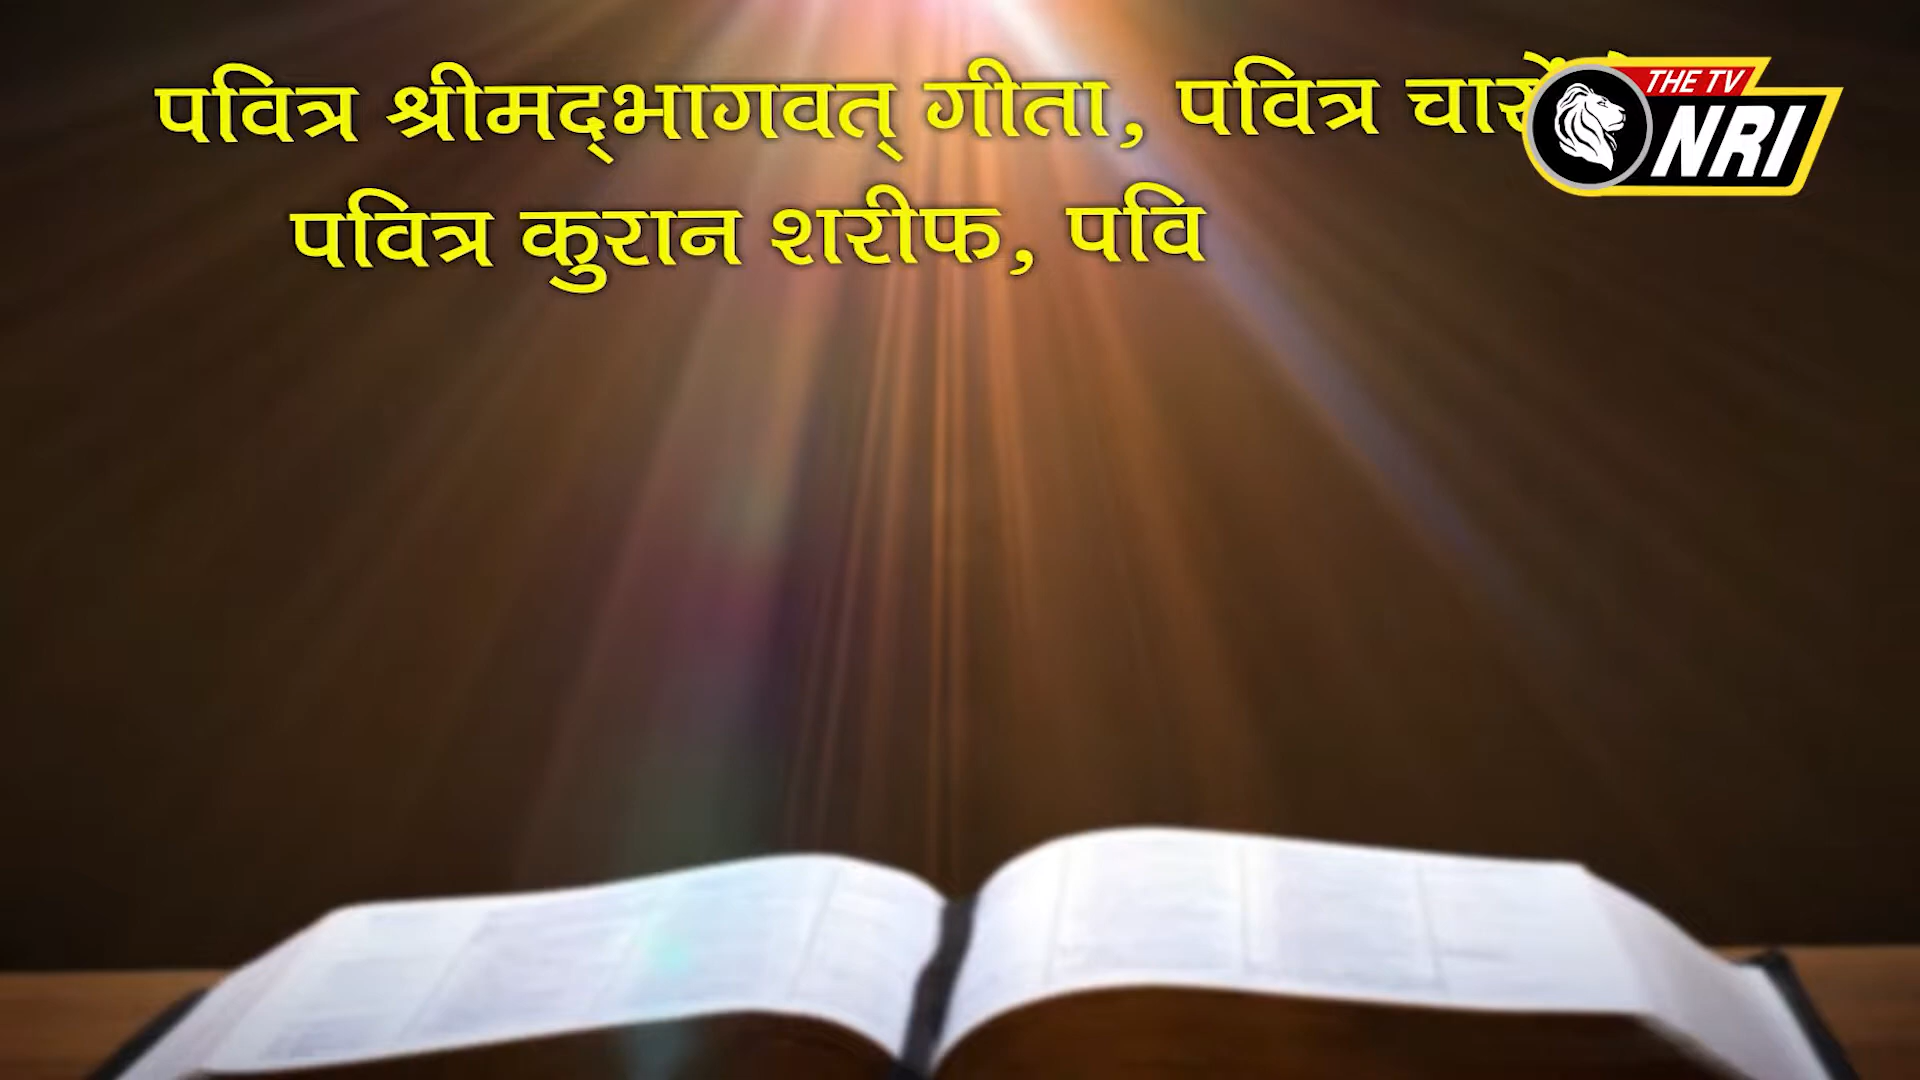 पवित्र श्रीमद्‌भागवत् गीता, पवित्र
पवित्र कुरान शरीफ, पवि
THE TV
NRI